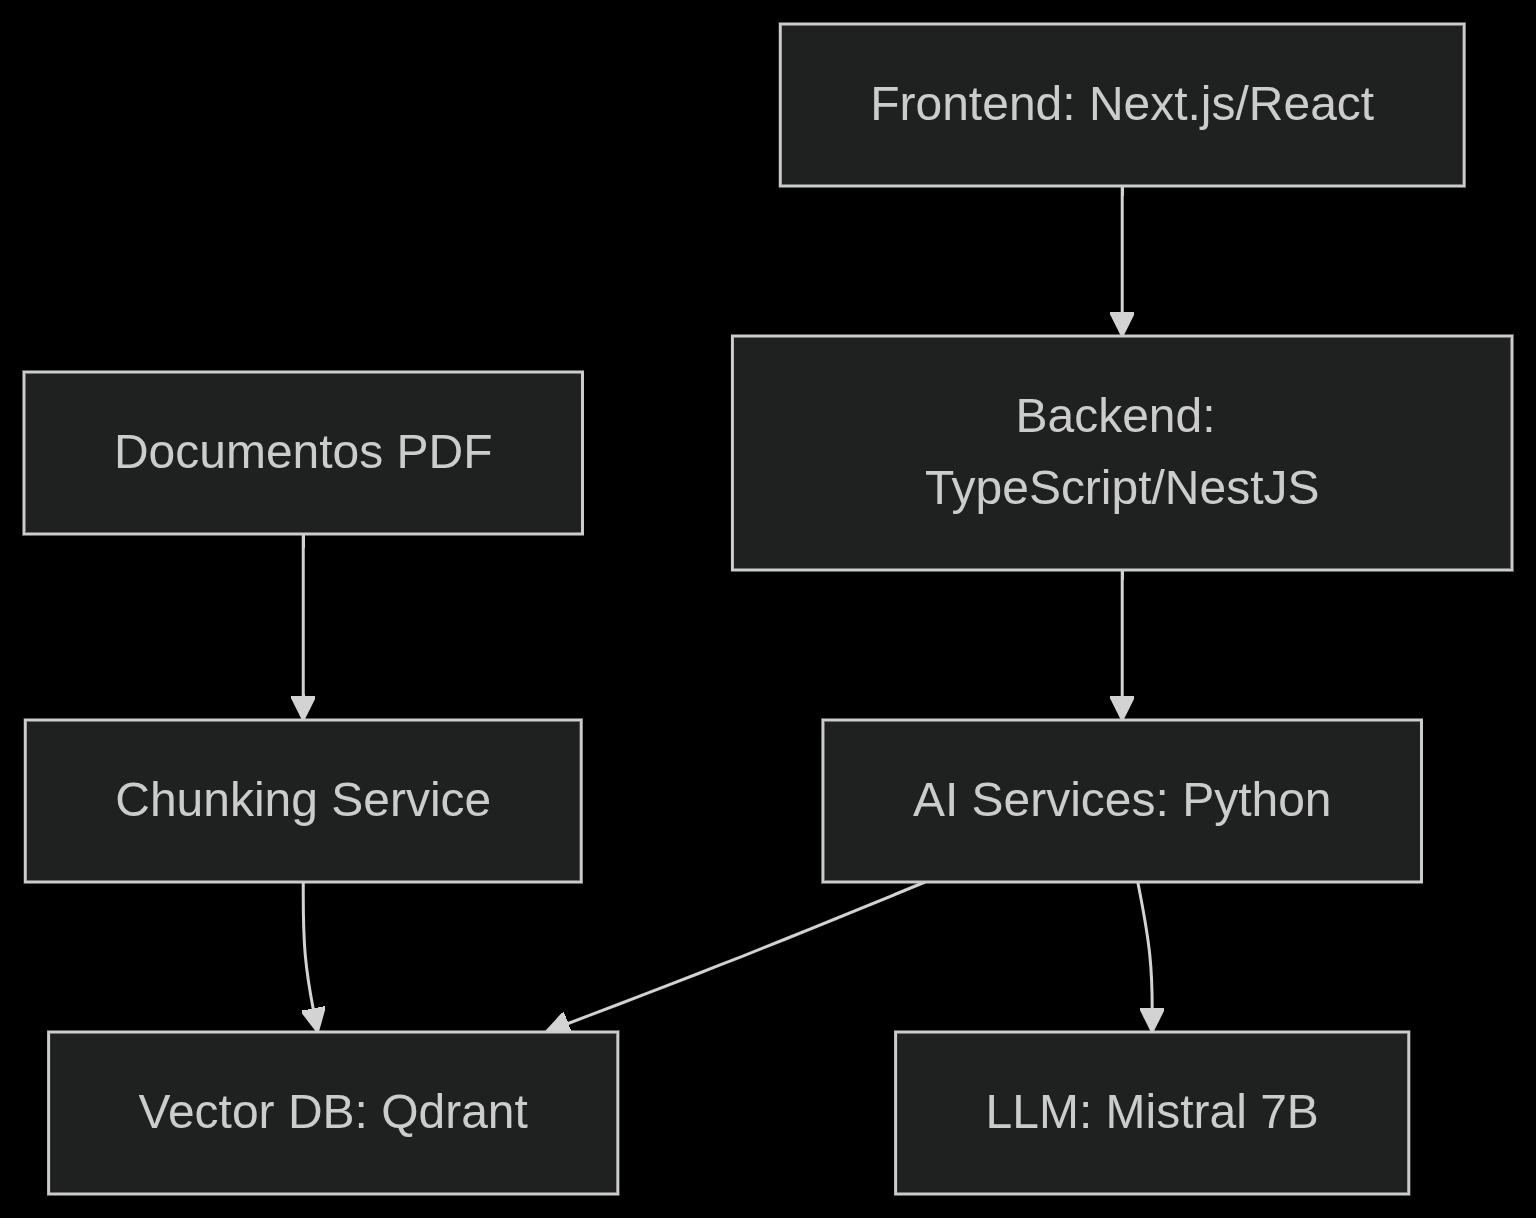 Frontend: Next.js/React
Backend:
TypeScript/NestJS
Documentos PDF
Chunking Service
AI Services: Python
Vector DB: Qdrant
LLM: Mistral 7B